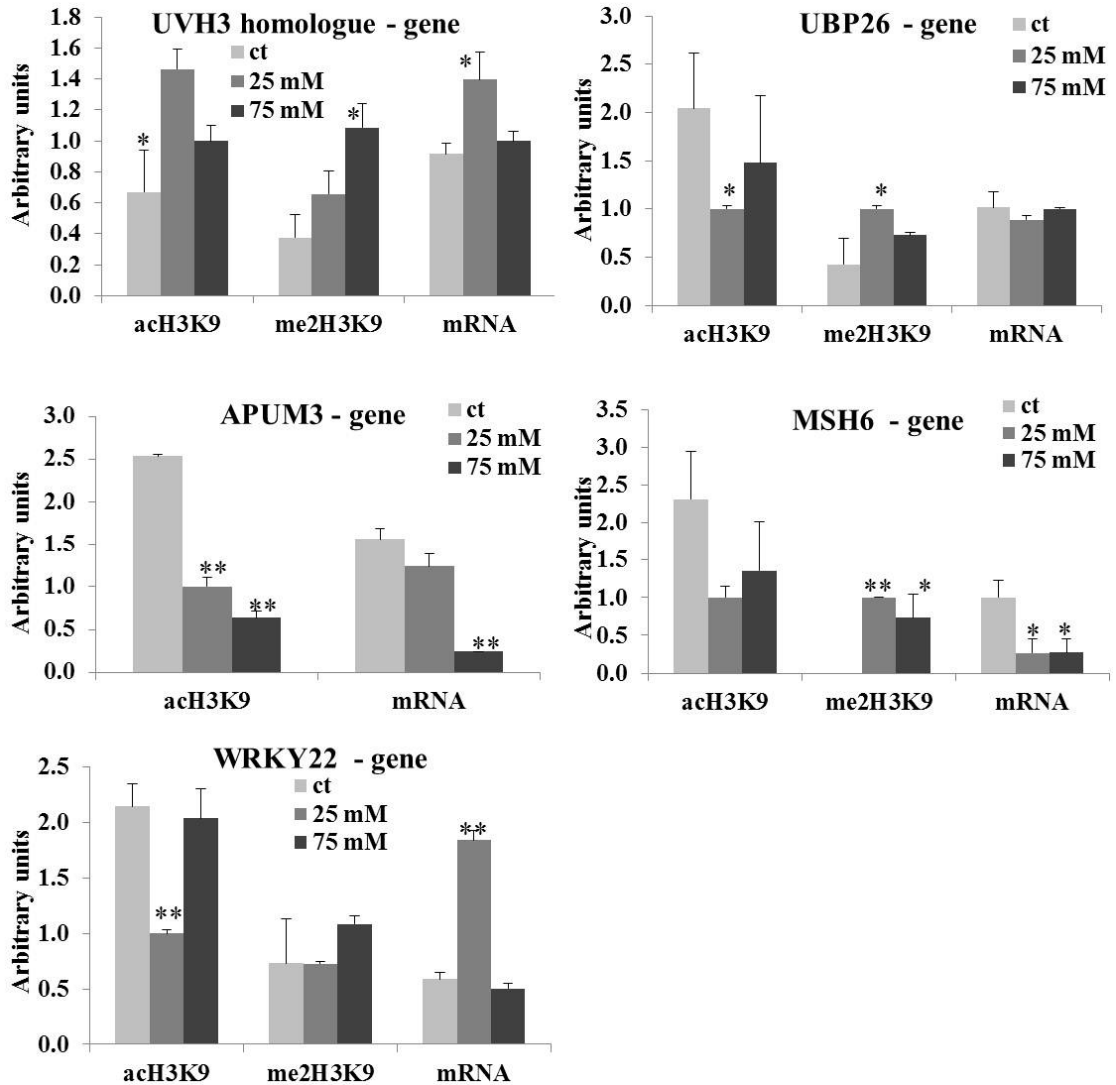 UVH3 homologue - gene
ct
25 mM
75 mM
Arbitrary units
1.8
1.6
1.4
1.2
1.0
0.8
0.6
0.4
0.2
0.0
*
*
*
acH3K9 me2H3K9 mRNA
UBP26 - gene
ct
25 mM
75 mM
Arbitrary units
3.0
2.5
2.0
1.5
1.0
0.5
0.0
*
*
acH3K9 me2H3K9 mRNA
APUM3 - gene
ct
25 mM
75 mM
Arbitrary units
3.0
2.5
2.0
1.5
1.0
0.5
0.0
**
**
**
acH3K9 mRNA
MSH6 - gene
ct
25 mM
75 mM
Arbitrary units
3.5
3.0
2.5
2.0
1.5
1.0
0.5
0.0
**
*
*
*
acH3K9 me2H3K9 mRNA
WRKY22 - gene
ct
25 mM
75 mM
Arbitrary units
2.5
2.0
1.5
1.0
0.5
0.0
**
**
acH3K9 me2H3K9 mRNA